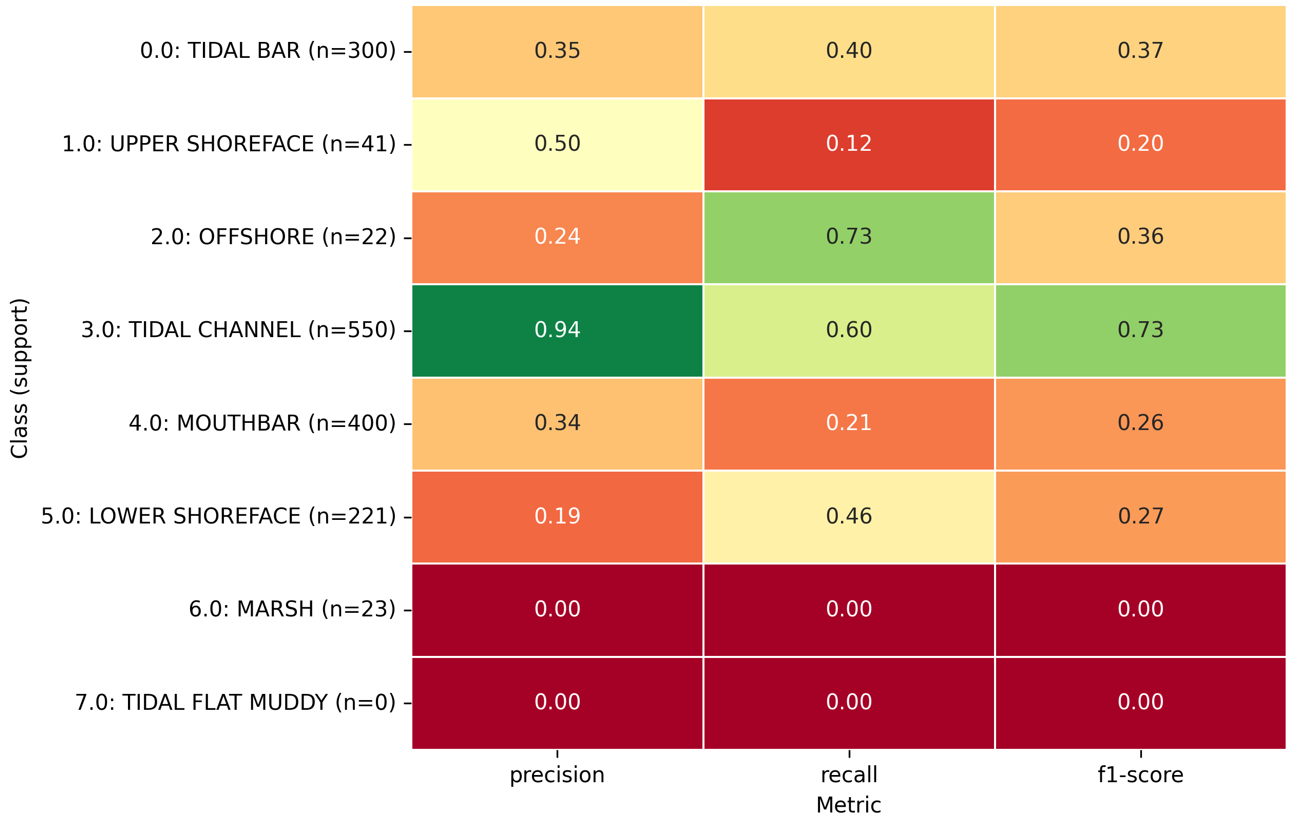 0.0: TIDAL BAR (n=300) 0.35 0.40 0.37
1.0: UPPER SHOREFACE (n=41) 0.50 0.12 0.20
2.0: OFFSHORE (n=22) 0.24 0.73 0.36
3.0: TIDAL CHANNEL (n=550) 0.94 0.60 0.73
4.0: MOUTHBAR (n=400) 0.34 0.21 0.26
5.0: LOWER SHOREFACE (n=221) 0.19 0.46 0.27
6.0: MARSH (n=23) 0.00 0.00 0.00
7.0: TIDAL FLAT MUDDY (n=0) 0.00 0.00 0.00
Class (support)
precision recall f1-score
Metric